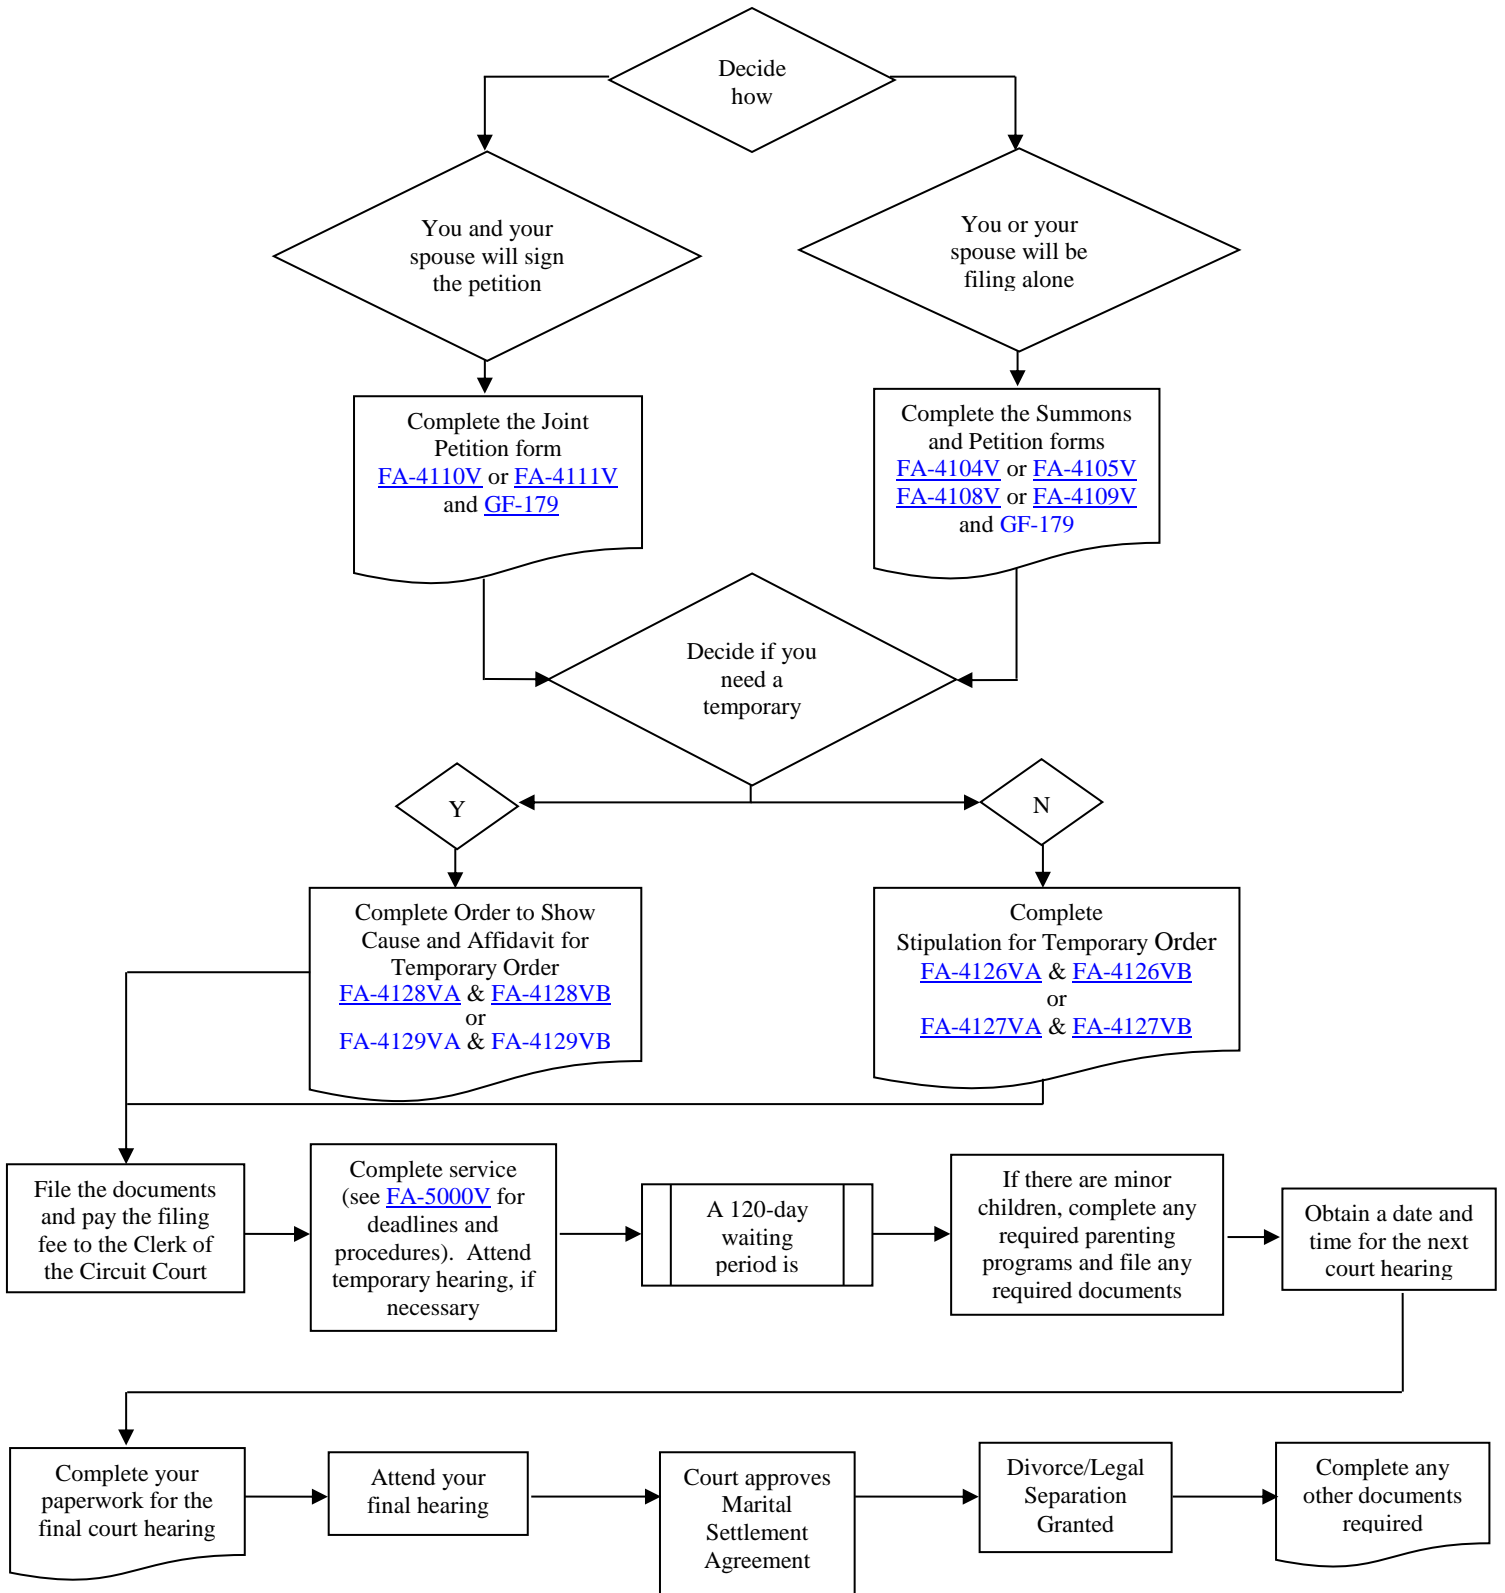 Decide
how
You and your
spouse will sign
the petition
You or your
spouse will be
filing alone
Complete the Joint
Petition form
FA-4110V or FA-4111V
and GF-179
Complete the Summons
and Petition forms
FA-4104V or FA-4105V
FA-4108V or FA-4109V
and GF-179
Decide if you
need a
temporary
Y
N
Complete Order to Show
Cause and Affidavit for
Temporary Order
FA-4128VA & FA-4128VB
or
FA-4129VA & FA-4129VB
Complete
Stipulation for Temporary Order
FA-4126VA & FA-4126VB
or
FA-4127VA & FA-4127VB
File the documents
and pay the filing
fee to the Clerk of
the Circuit Court
Complete service
(see FA-5000V for
deadlines and
procedures).  Attend
temporary hearing, if
necessary
A 120-day
waiting
period is
If there are minor
children, complete any
required parenting
programs and file any
required documents
Obtain a date and
time for the next
court hearing
Complete your
paperwork for the
final court hearing
Attend your
final hearing
Court approves
Marital
Settlement
Agreement
Divorce/Legal
Separation
Granted
Complete any
other documents
required